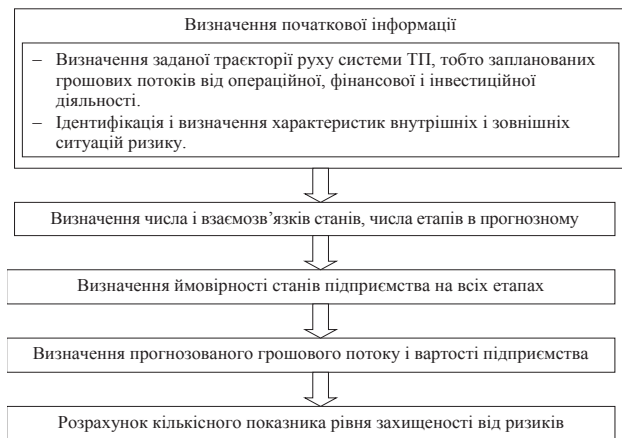 Визначення початкової інформації
– Визначення заданої траєкторії руху системи ТП, тобто запланованих
грошових потоків від операційної, фінансової і інвестиційної
діяльності.
– Ідентифікація і визначення характеристик внутрішніх і зовнішніх
ситуацій ризику.
Визначення числа і взаємозв’язків станів, числа етапів в прогнозному
Визначення ймовірності станів підприємства на всіх етапах
Визначення прогнозованого грошового потоку і вартості підприємства
Розрахунок кількісного показника рівня захищеності від ризиків